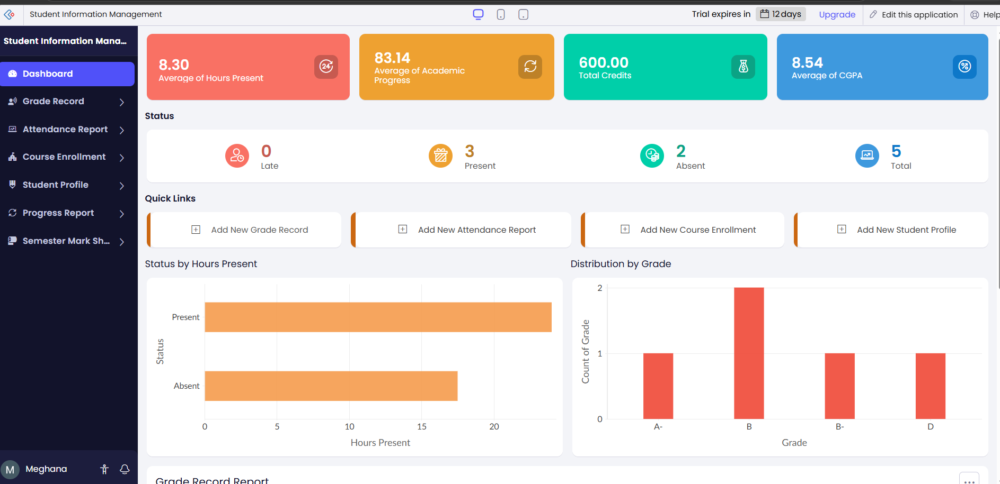 Student Information Management
Trial expires in 12 days Upgrade Edit this application Help
Student Information Mana...
Dashboard
Grade Record
Attendance Report
Course Enrollment
Student Profile
Progress Report
Semester Mark Sh...
M Meghana
8.30
Average of Hours Present
24
83.14
Average of Academic
Progress
600.00
Total Credits
8.54
Average of CGPA
Status
0
Late
3
Present
2
Absent
5
Total
Quick Links
Add New Grade Record
Add New Attendance Report
Add New Course Enrollment
Add New Student Profile
Status by Hours Present
Status
Present
Absent
0 5 10 15 20
Hours Present
Distribution by Grade
Count of Grade
2
1
0
A- B B- D
Grade
Grade Record Report